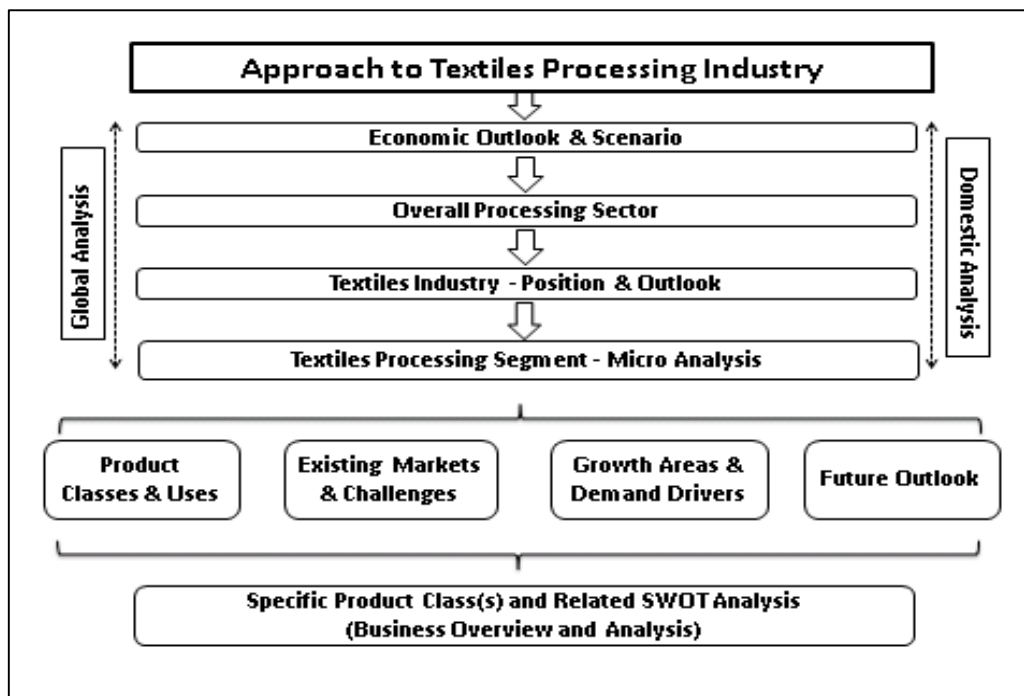 Approach to Textiles Processing Industry
Economic Outlook & Scenario
Overall Processing Sector
Textiles Industry - Position & Outlook
Textiles Processing Segment - Micro Analysis
Global Analysis
Domestic Analysis
Product
Classes & Uses
Existing Markets
& Challenges
Growth Areas &
Demand Drivers
Future Outlook
Specific Product Class(s) and Related SWOT Analysis
(Business Overview and Analysis)